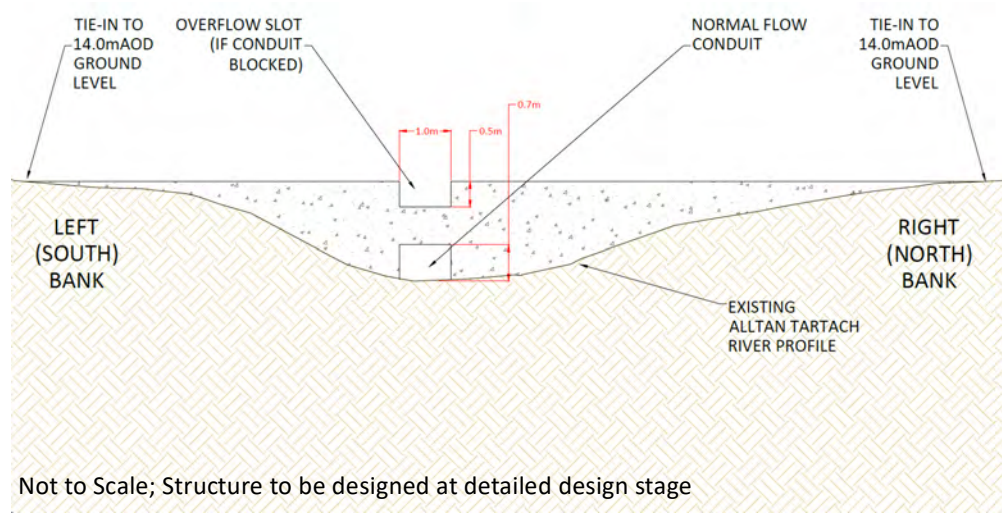 TIE-IN TO
14.0mAOD
GROUND
LEVEL
OVERFLOW SLOT
(IF CONDUIT
BLOCKED)
NORMAL FLOW
CONDUIT
TIE-IN TO
14.0mAOD
GROUND
LEVEL
0.7m
1.0m
0.5m
LEFT
(SOUTH)
BANK
RIGHT
(NORTH)
BANK
EXISTING
ALLTAN TARTACH
RIVER PROFILE
Not to Scale; Structure to be designed at detailed design stage